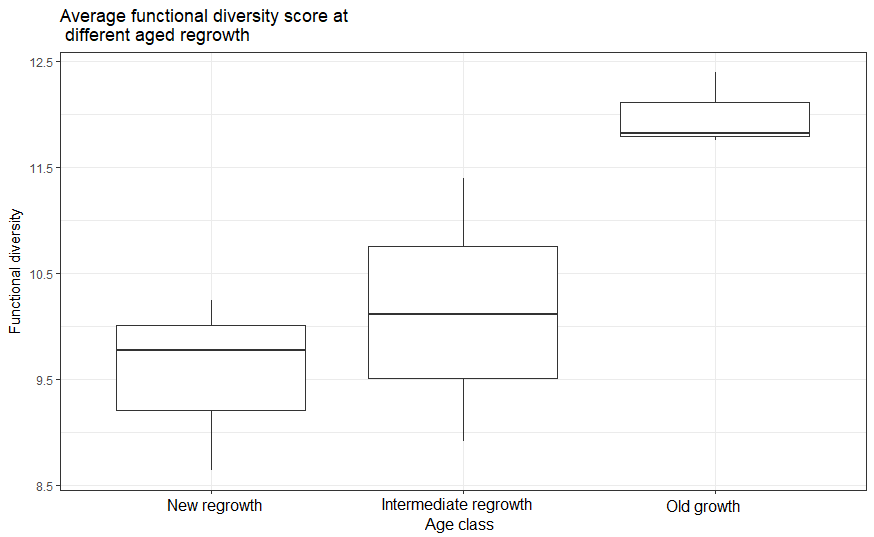 Average functional diversity score at
different aged regrowth
12.5
11.5
10.5
9.5
8.5
Functional diversity
New regrowth
Intermediate regrowth
Old growth
Age class